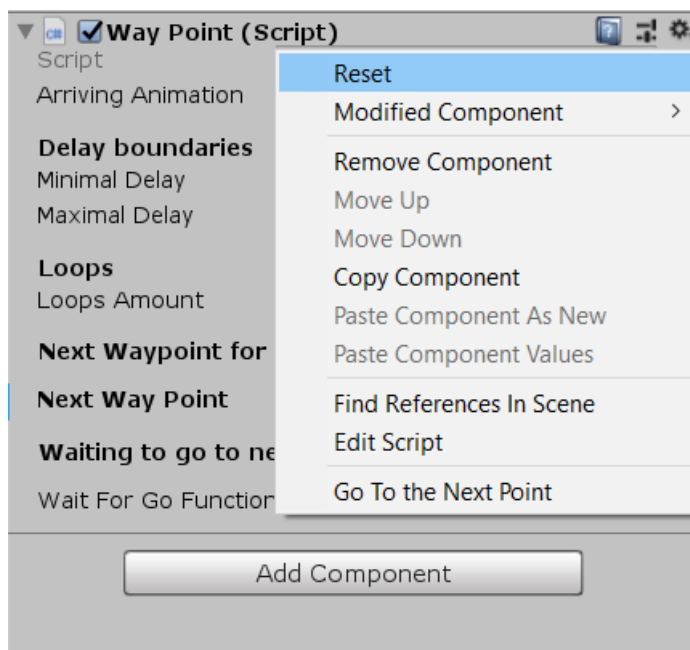 Way Point (Script)
Script
Arriving Animation
Delay boundaries
Minimal Delay
Maximal Delay
Loops
Loops Amount
Next Waypoint for
Next Way Point
Waiting to go to ne
Wait For Go Function
Reset
Modified Component
Remove Component
Move Up
Move Down
Copy Component
Paste Component As New
Paste Component Values
Find References In Scene
Edit Script
Go To the Next Point
Add Component